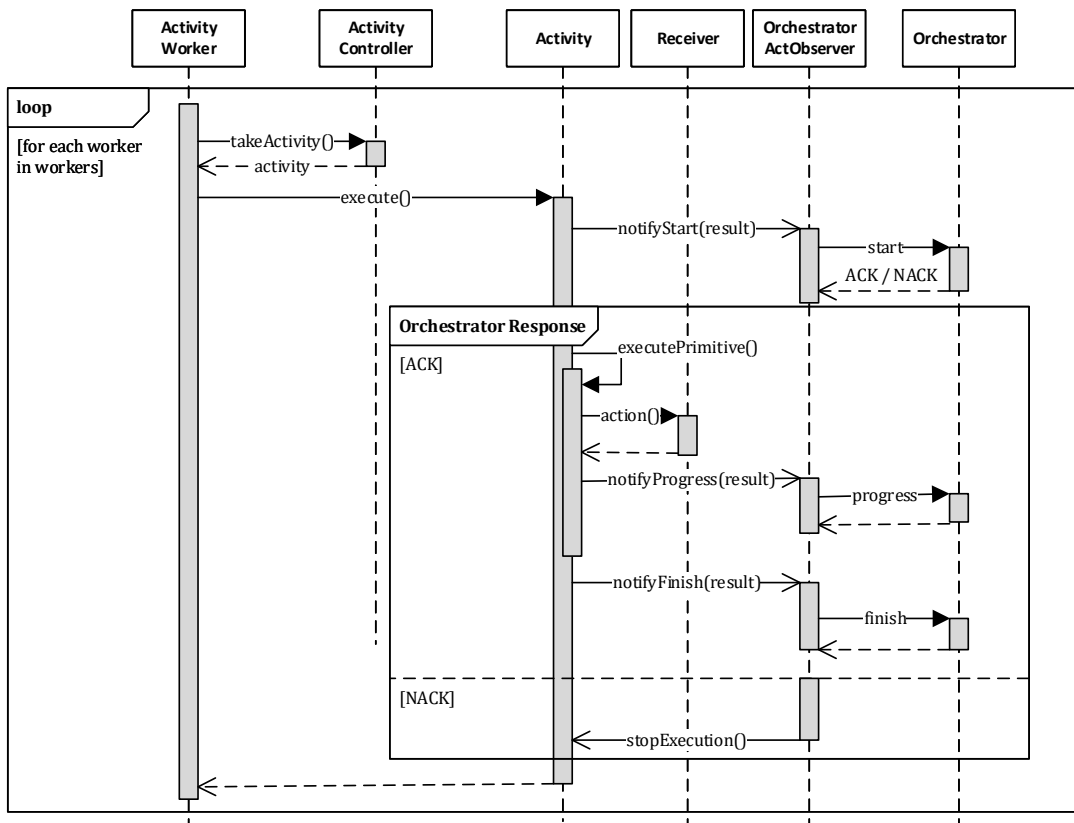 Activity
Worker
Activity
Controller
Activity
Receiver
Orchestrator
ActObserver
Orchestrator
loop
[for each worker
in workers]
takeActivity()
activity
execute()
notifyStart(result)
start
ACK / NACK
Orchestrator Response
[ACK]
executePrimitive()
action()
notifyProgress(result)
progress
notifyFinish(result)
finish
[NACK]
stopExecution()